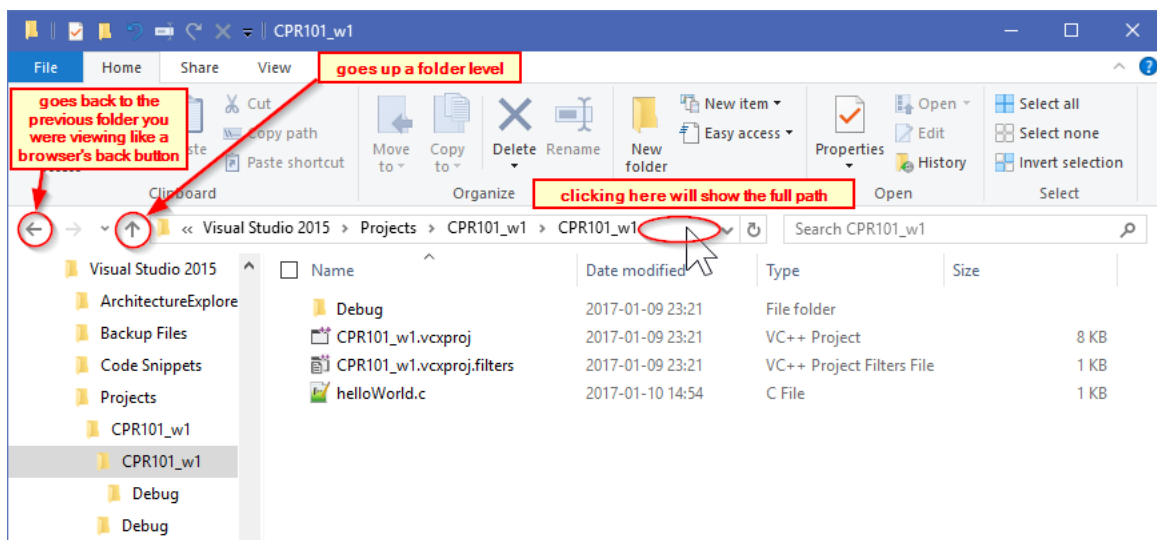 CPR101_w1
File Home Share View
goes up a folder level
goes back to the
previous folder you
were viewing like a
browser's back button
Cut
Copy path
Paste shortcut
Clipboard
Move
to
Copy
to
Delete
Rename
Organize
New
folder
New item
Easy access
Properties
Open
Edit
History
Open
Select all
Select none
Invert selection
Select
clicking here will show the full path
« Visual Studio 2015 > Projects > CPR101_w1 > CPR101_w1
Search CPR101_w1
Visual Studio 2015
ArchitectureExplore
Backup Files
Code Snippets
Projects
CPR101_w1
CPR101_w1
Debug
Debug
Name Date modified Type Size
Debug 2017-01-09 23:21 File folder
CPR101_w1.vcxproj 2017-01-09 23:21 VC++ Project 8 KB
CPR101_w1.vcxproj.filters 2017-01-09 23:21 VC++ Project Filters File 1 KB
helloWorld.c 2017-01-10 14:54 C File 1 KB